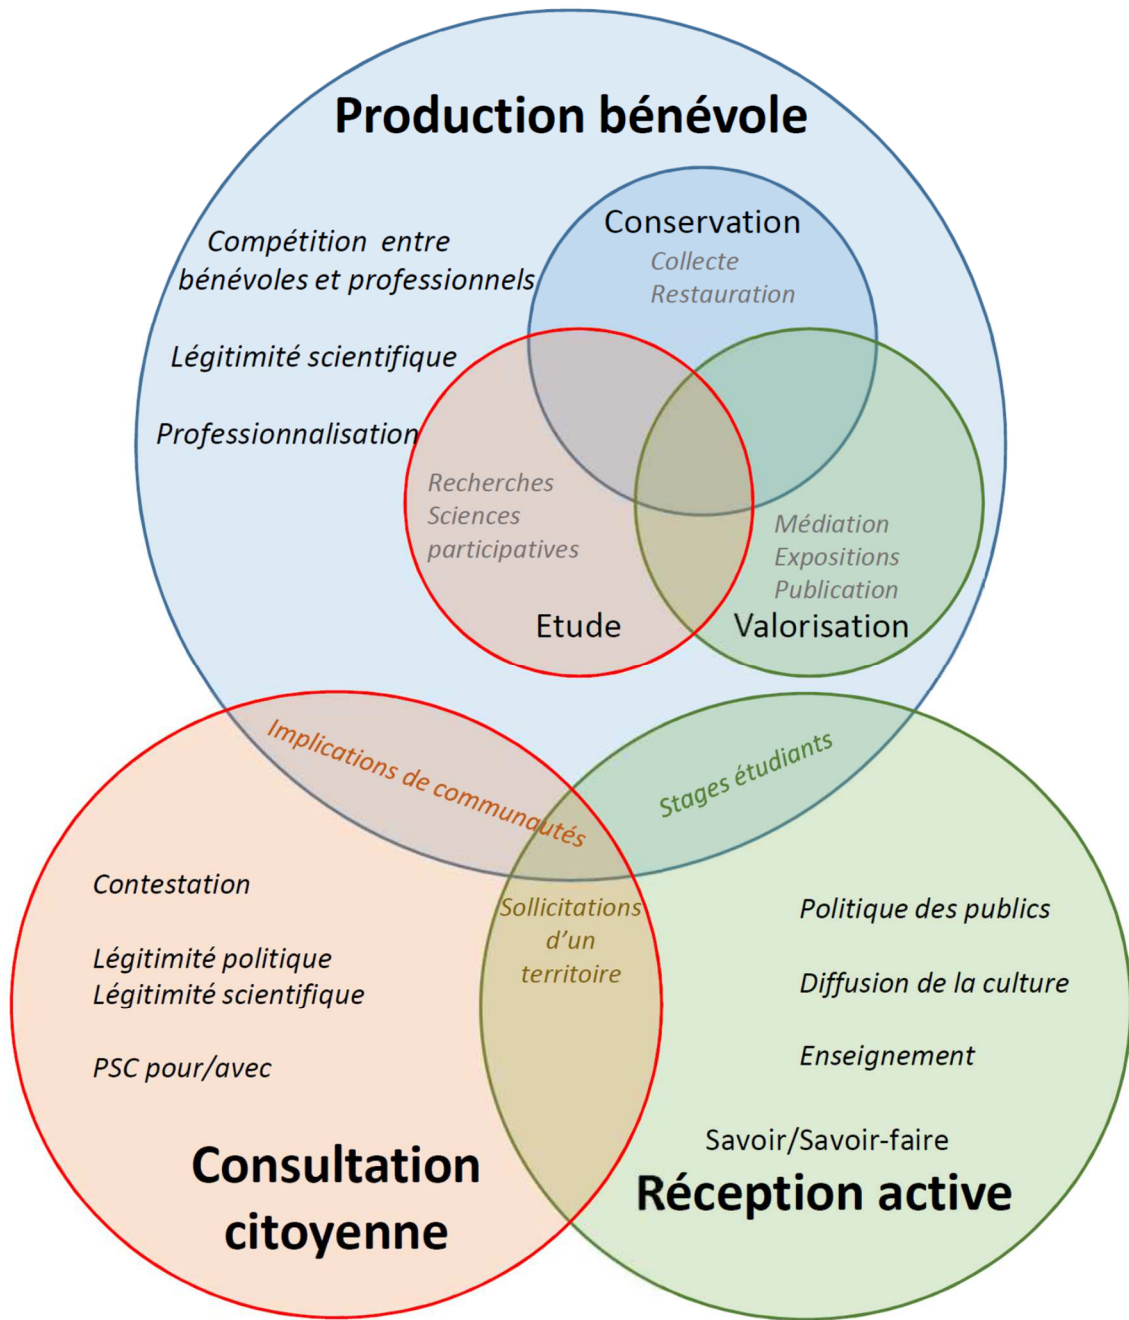 Production bénévole
Conservation
Collecte
Restauration
Compétition entre
bénévoles et professionnels
Légitimité scientifique
Professionnalisation
Recherches
Sciences
participatives
Etude
Médiation
Expositions
Publication
Valorisation
Implications de communautés
Stages étudiants
Sollicitations
d'un
territoire
Contestation
Légitimité politique
Légitimité scientifique
PSC pour/avec
Consultation
citoyenne
Politique des publics
Diffusion de la culture
Enseignement
Savoir/Savoir-faire
Réception active